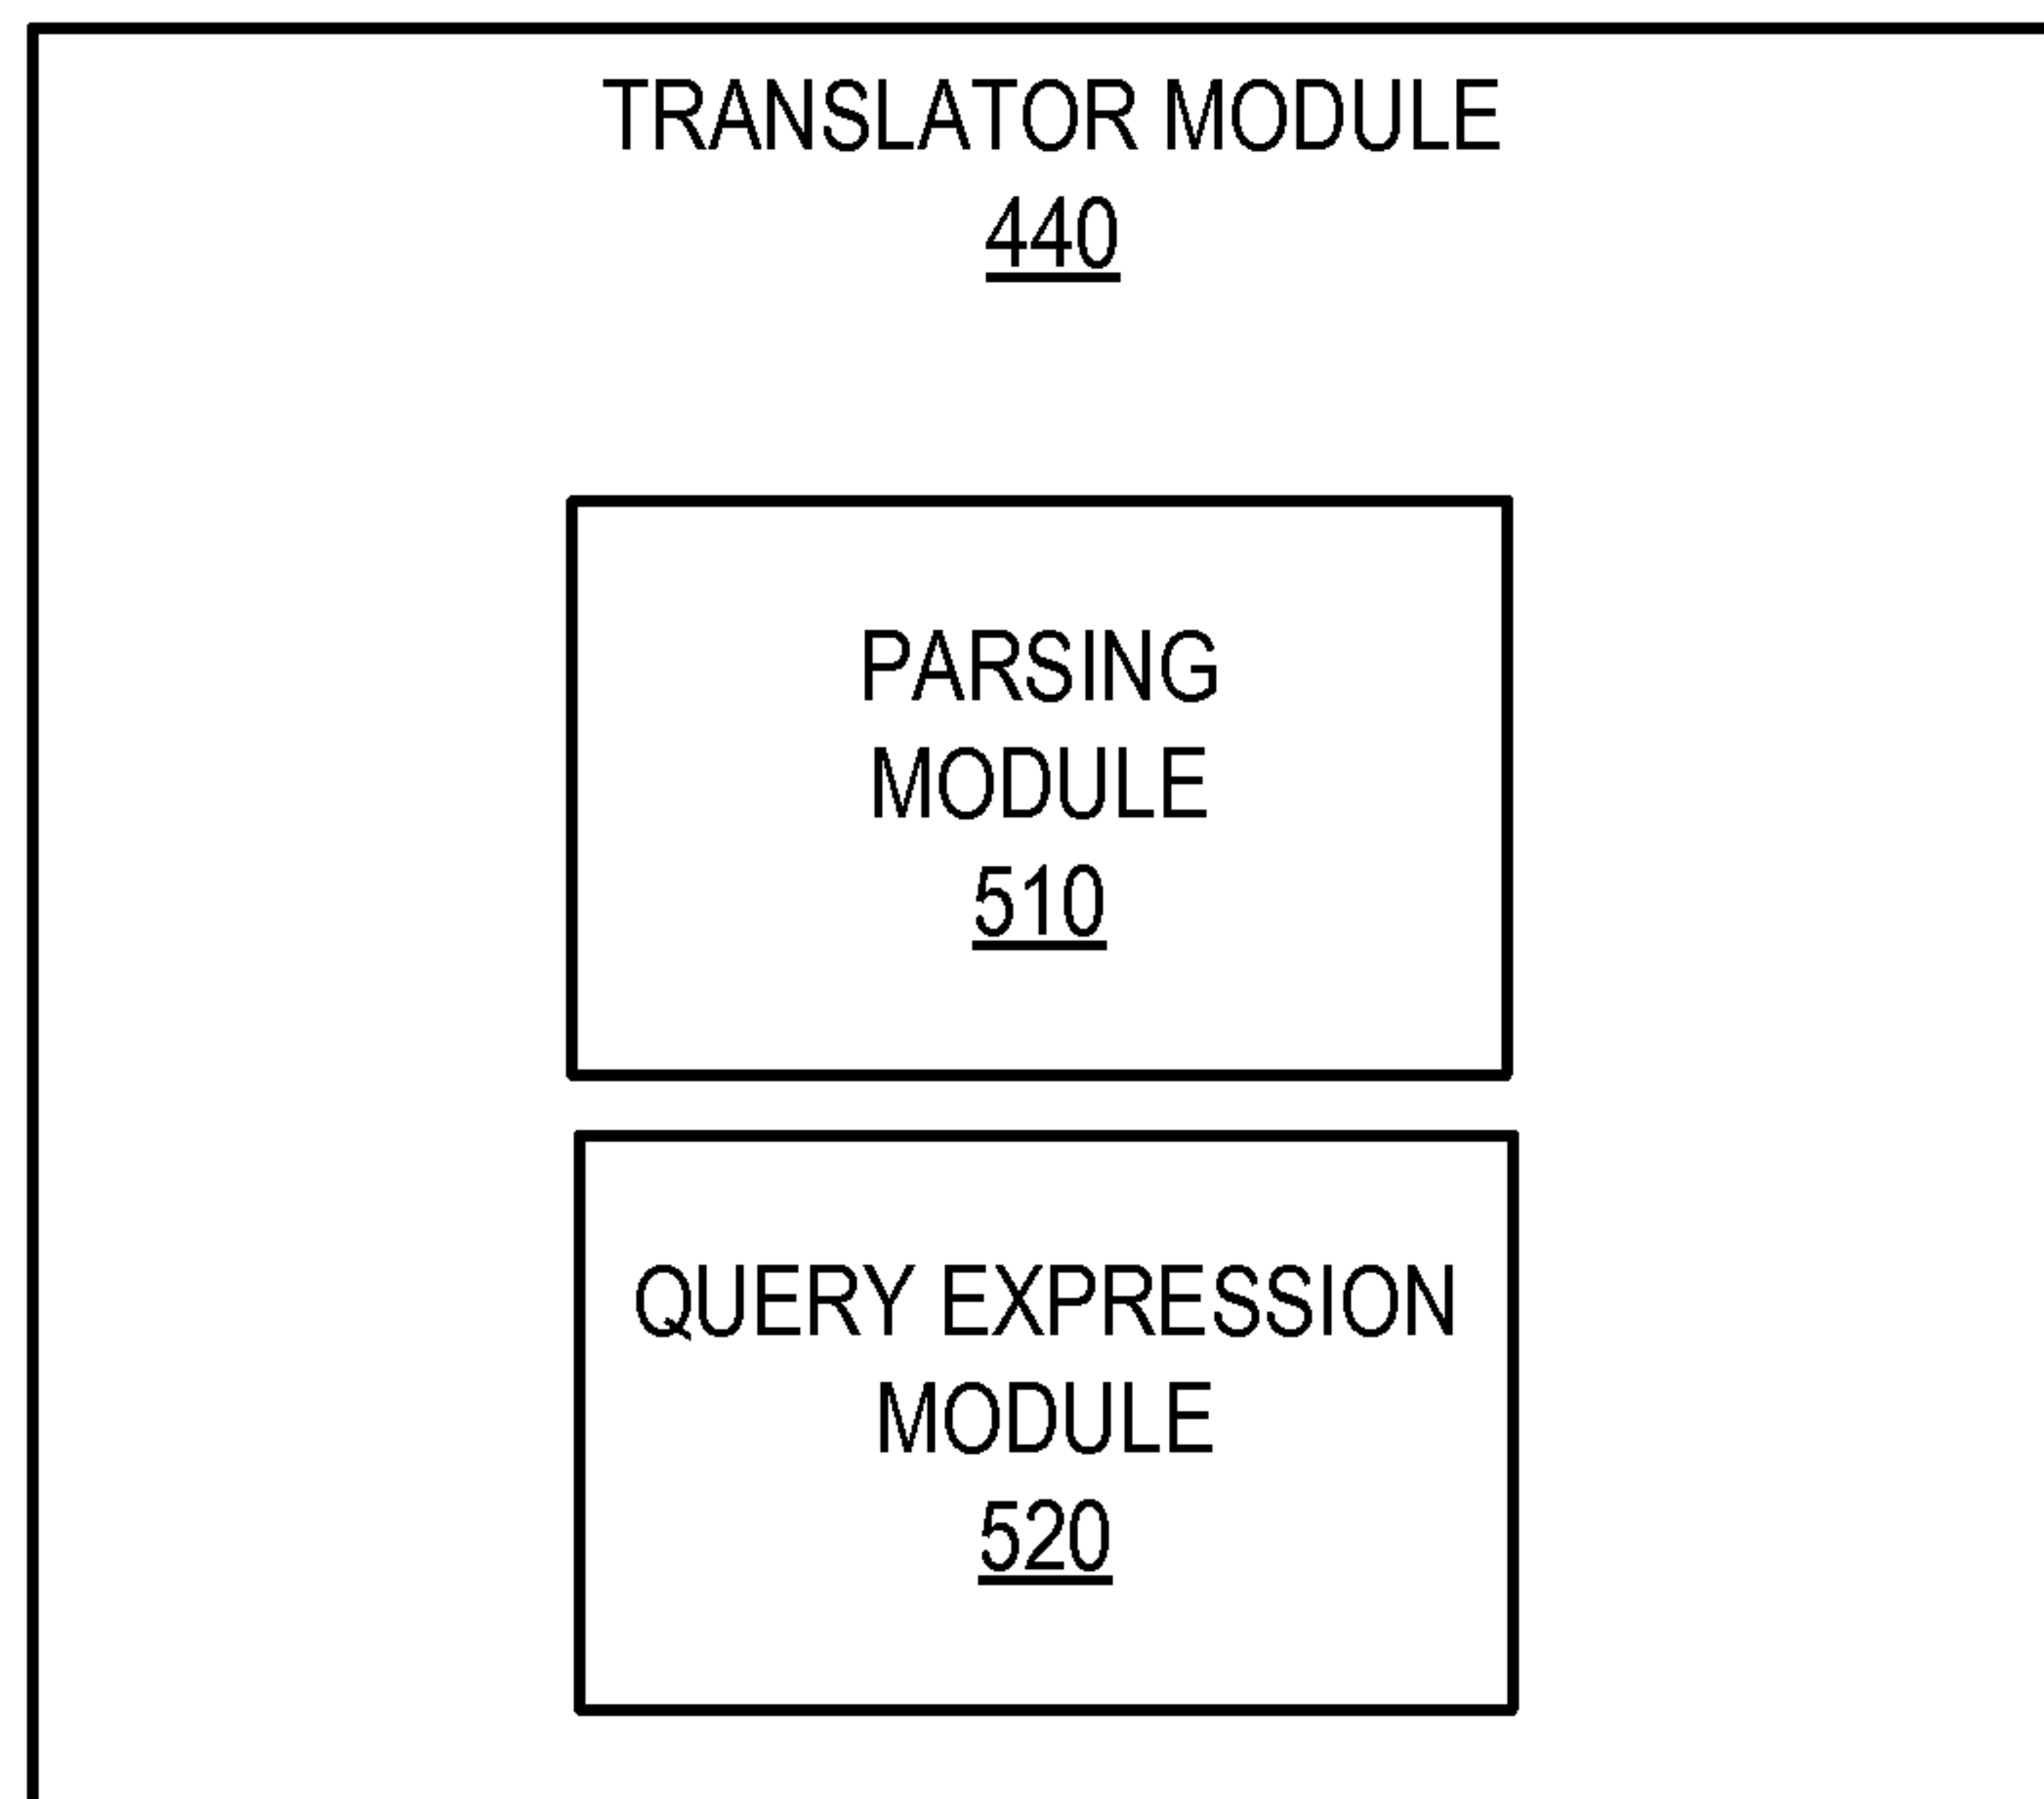 TRANSLATOR MODULE
440
PARSING
MODULE
510
QUERY EXPRESSION
MODULE
520